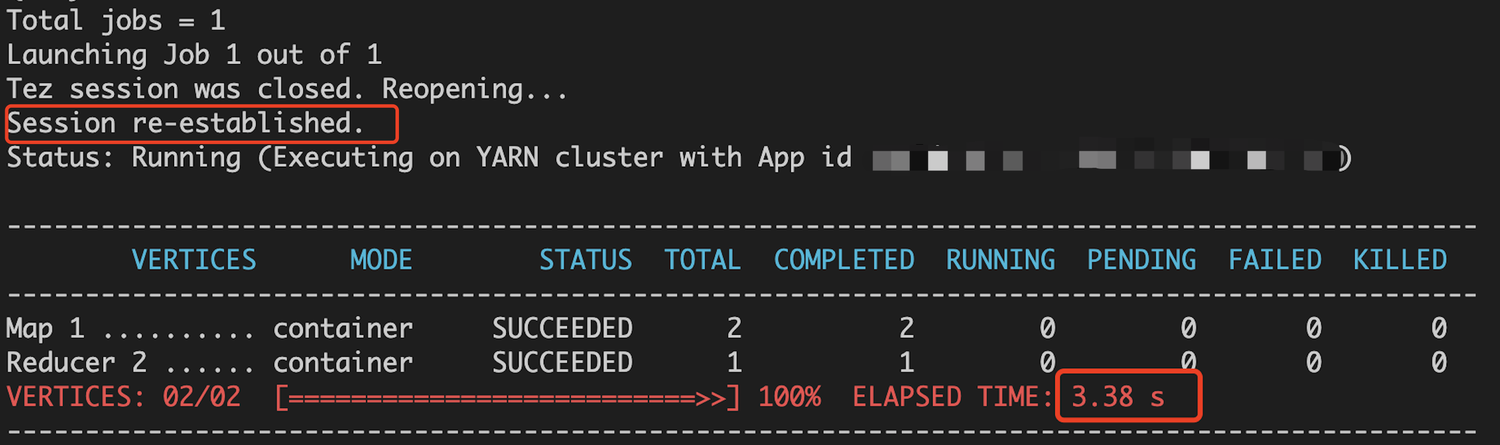 Total jobs = 1
Launching Job 1 out of 1
Tez session was closed. Reopening...
Session re-established.
Status: Running (Executing on YARN cluster with App id )
----------------------------------------------------------------------------------------------
VERTICES MODE STATUS TOTAL COMPLETED RUNNING PENDING FAILED KILLED
----------------------------------------------------------------------------------------------
Map 1 .......... container SUCCEEDED 2 2 0 0 0 0
Reducer 2 ...... container SUCCEEDED 1 1 0 0 0 0
VERTICES: 02/02 [==========================>>] 100% ELAPSED TIME: 3.38 s
----------------------------------------------------------------------------------------------